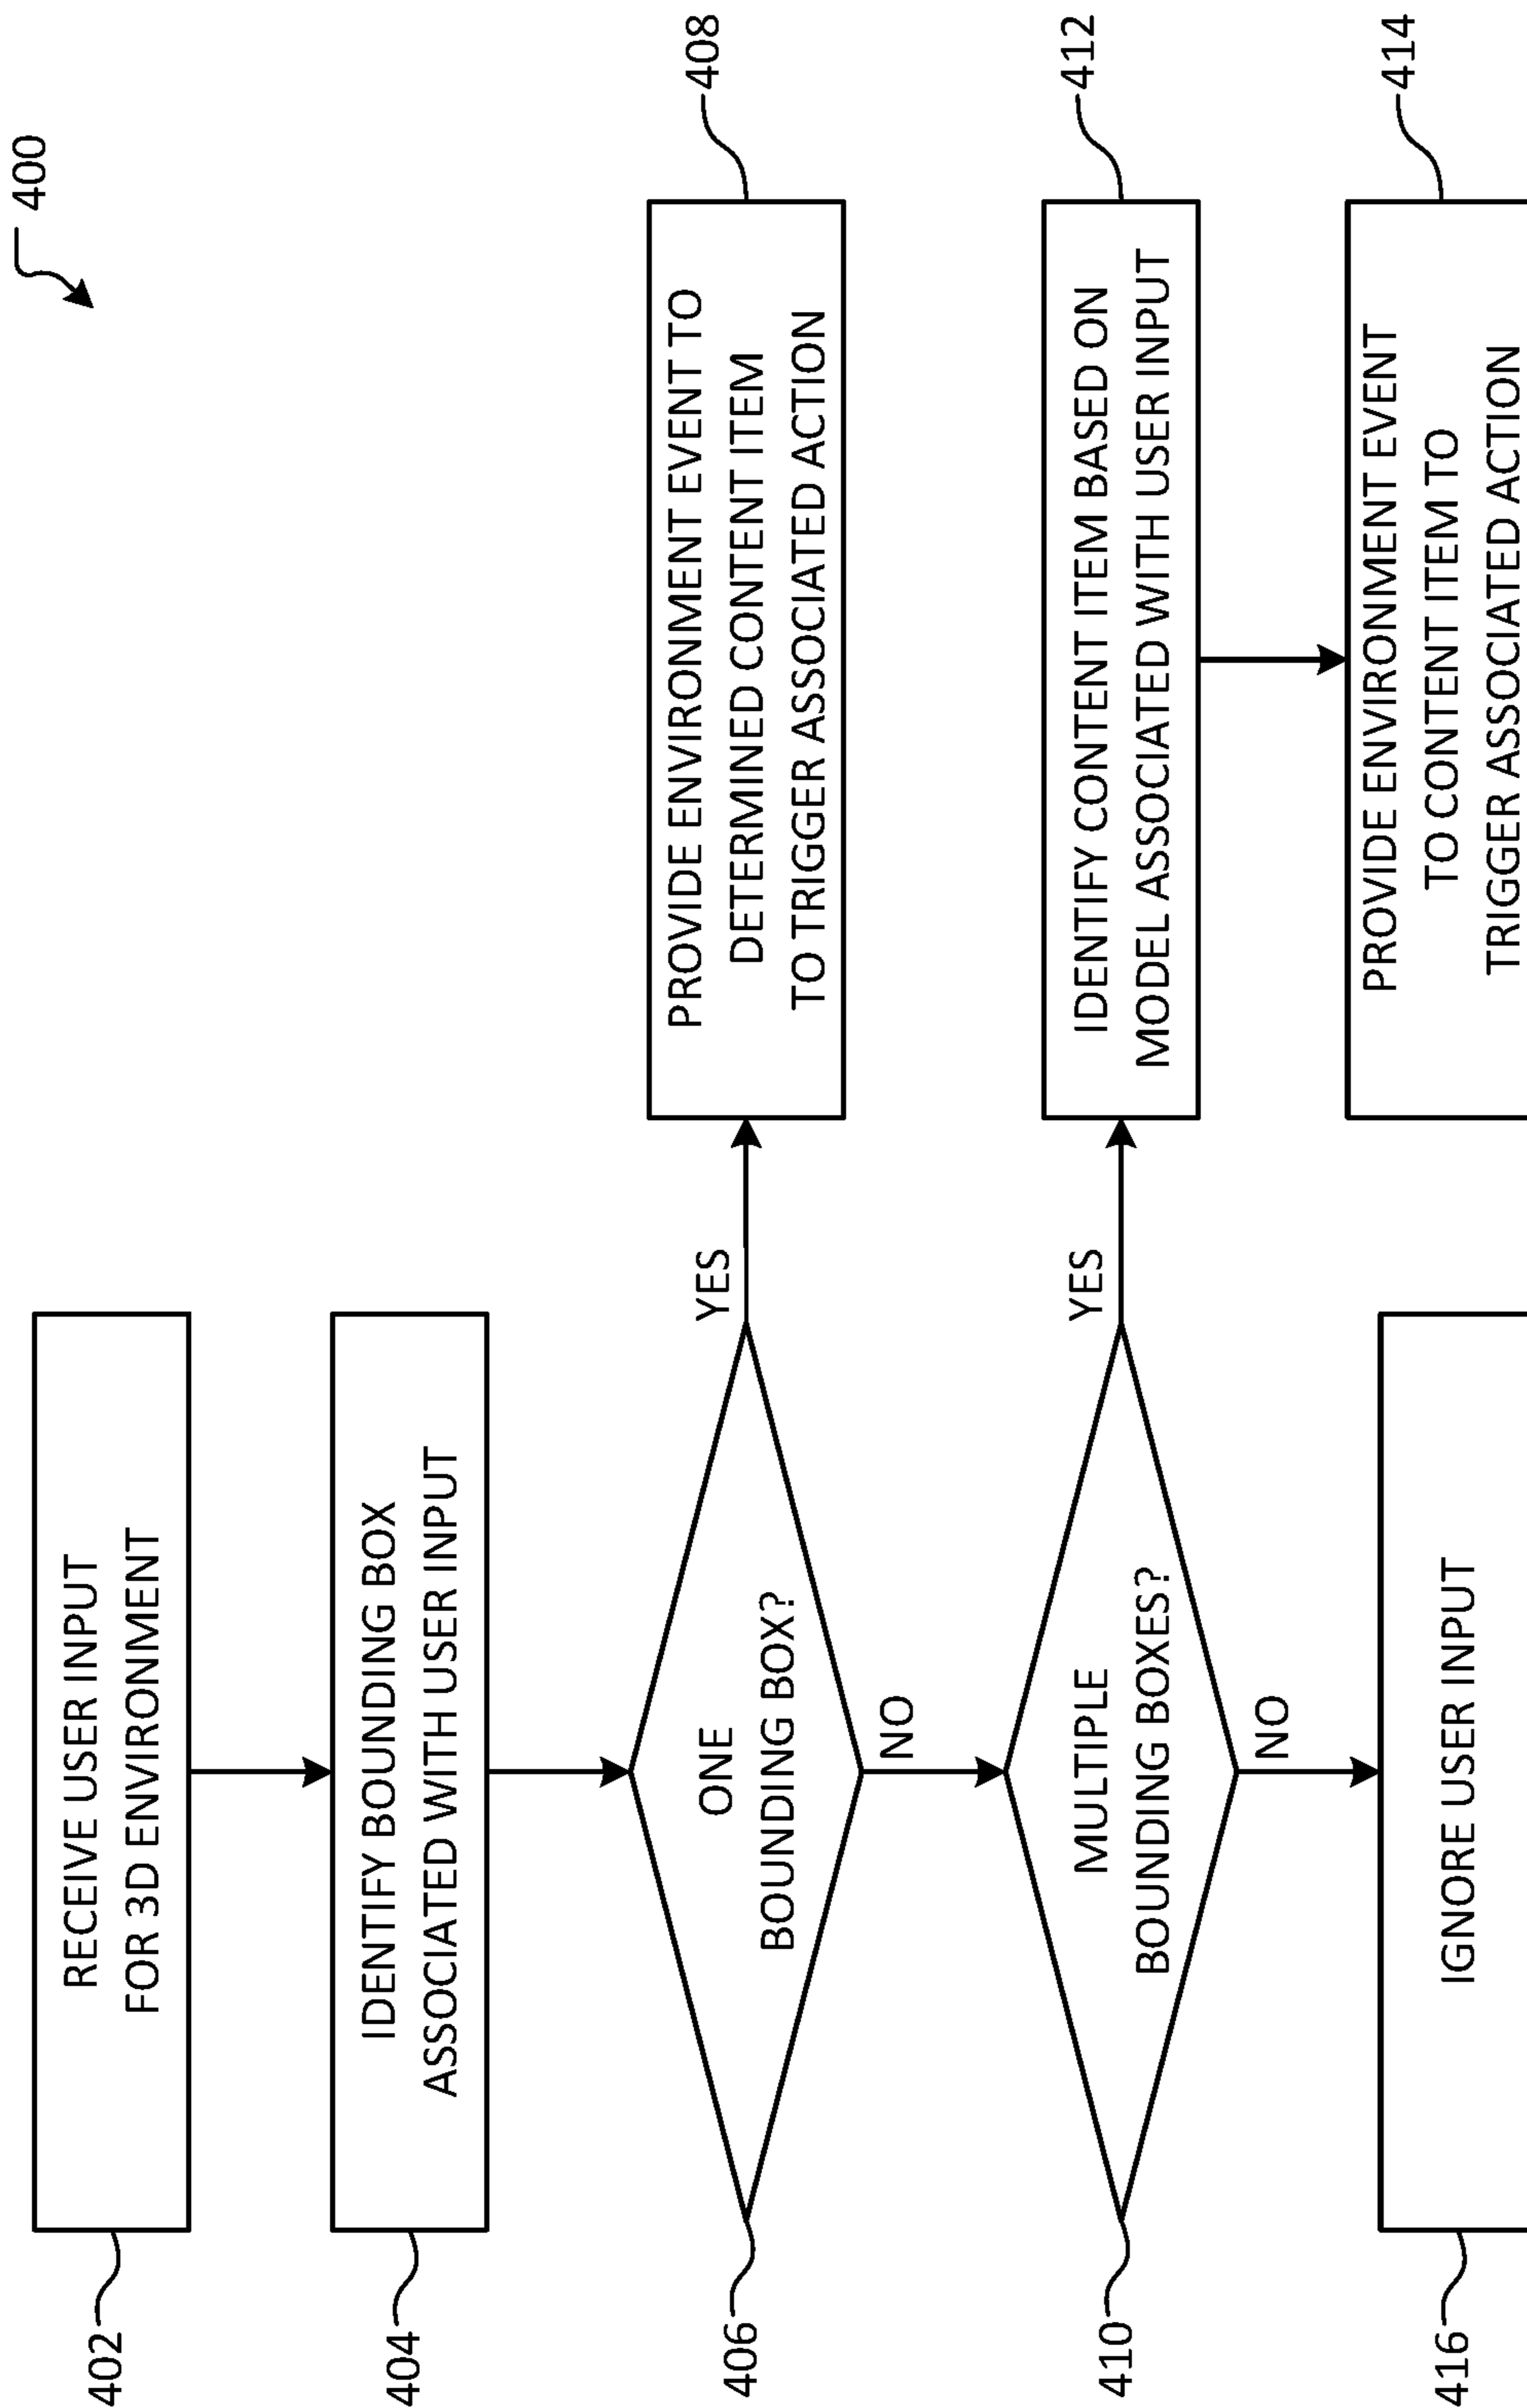 400
402
RECEIVE USER INPUT
FOR 3D ENVIRONMENT
404
IDENTIFY BOUNDING BOX
ASSOCIATED WITH USER INPUT
406
ONE
BOUNDING BOX?
YES
NO
408
PROVIDE ENVIRONMENT EVENT TO
DETERMINED CONTENT ITEM
TO TRIGGER ASSOCIATED ACTION
410
MULTIPLE
BOUNDING BOXES?
YES
NO
412
IDENTIFY CONTENT ITEM BASED ON
MODEL ASSOCIATED WITH USER INPUT
414
PROVIDE ENVIRONMENT EVENT
TO CONTENT ITEM TO
TRIGGER ASSOCIATED ACTION
416
IGNORE USER INPUT